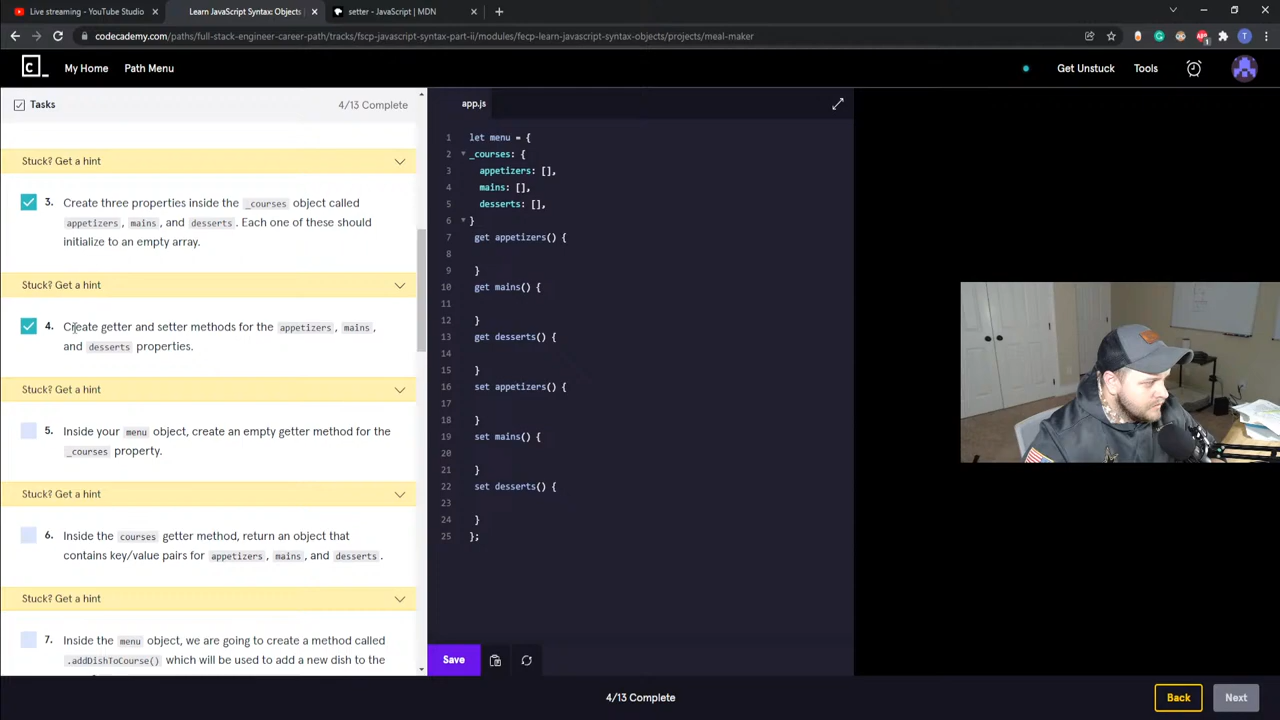 Live streaming - YouTube Studio
Learn JavaScript Syntax: Objects |
setter - JavaScript | MDN
codecademy.com/paths/full-stack-engineer-career-path/tracks/fscp-javascript-syntax-part-ii/modules/fecp-learn-javascript-syntax-objects/projects/meal-maker
My Home
Path Menu
Get Unstuck
Tools
Tasks
4/13 Complete
Stuck? Get a hint
3. Create three properties inside the _courses object called
appetizers, mains, and desserts. Each one of these should
initialize to an empty array.
Stuck? Get a hint
4. Create getter and setter methods for the appetizers, mains,
and desserts properties.
Stuck? Get a hint
5. Inside your menu object, create an empty getter method for the
_courses property.
Stuck? Get a hint
6. Inside the courses getter method, return an object that
contains key/value pairs for appetizers, mains, and desserts.
Stuck? Get a hint
7. Inside the menu object, we are going to create a method called
.addDishToCourse() which will be used to add a new dish to the
app.js
1 let menu = {
2 _courses: {
3 appetizers: [],
4 mains: [],
5 desserts: [],
6 }
7 get appetizers() {
8
9 }
10 get mains() {
11
12 }
13 get desserts() {
14
15 }
16 set appetizers() {
17
18 }
19 set mains() {
20
21 }
22 set desserts() {
23
24 }
25 };
Save
4/13 Complete
Back
Next